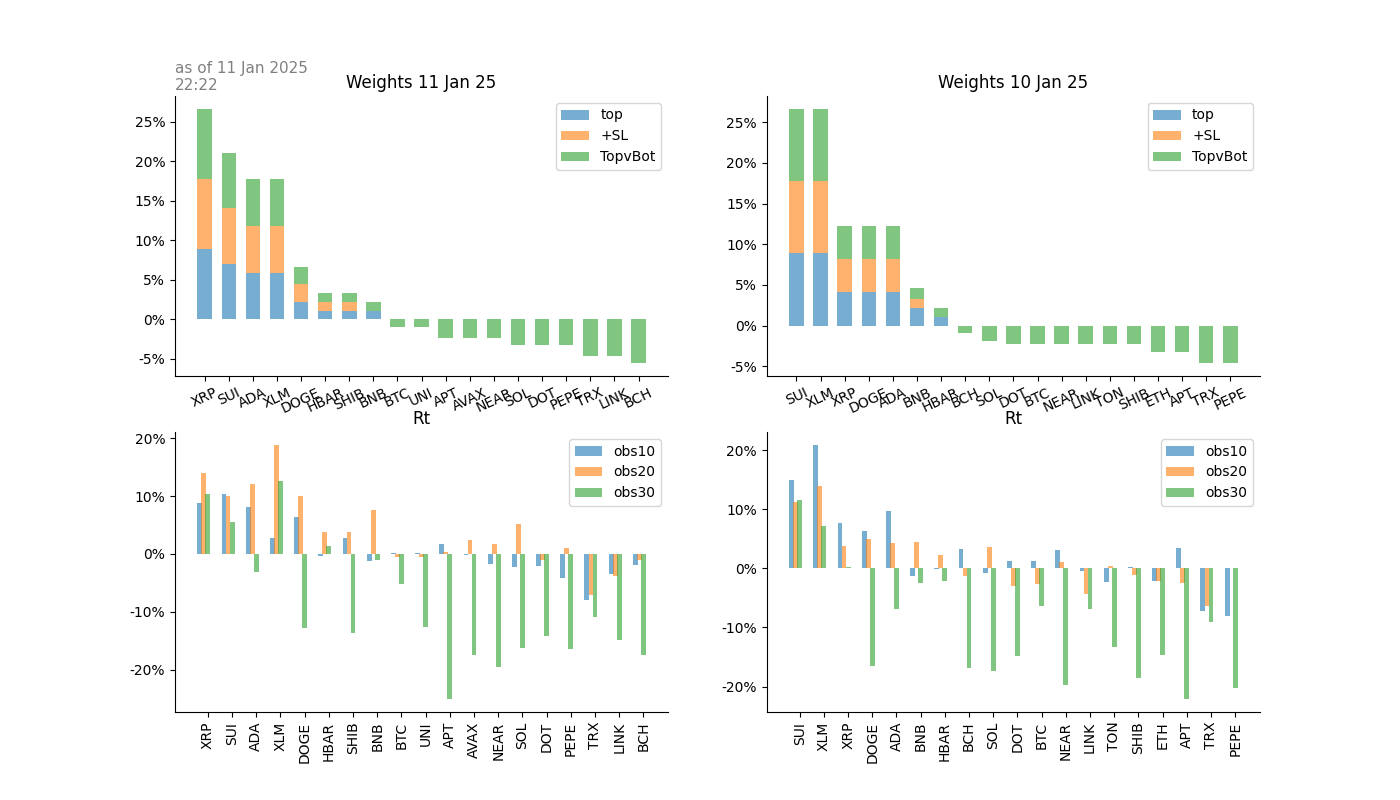 as of 11 Jan 2025
22:22
Weights 11 Jan 25
25%
20%
15%
10%
5%
0%
-5%
top
+SL
TopvBot
XRP SUI ADA XLM DOGE HBAR SHIB BNB BTC UNI APT AVAX NEAR SOL DOT PEPE TRX LINK BCH
Weights 10 Jan 25
25%
20%
15%
10%
5%
0%
-5%
top
+SL
TopvBot
SUI XLM XRP DOGE ADA BNB HBAR BCH SOL DOT BTC NEAR LINK TON SHIB ETH APT TRX PEPE
Rt
20%
10%
0%
-10%
-20%
obs10
obs20
obs30
XRP SUI ADA XLM DOGE HBAR SHIB BNB BTC UNI APT AVAX NEAR SOL DOT PEPE TRX LINK BCH
Rt
20%
10%
0%
-10%
-20%
obs10
obs20
obs30
SUI XLM XRP DOGE ADA BNB HBAR BCH SOL DOT BTC NEAR LINK TON SHIB ETH APT TRX PEPE